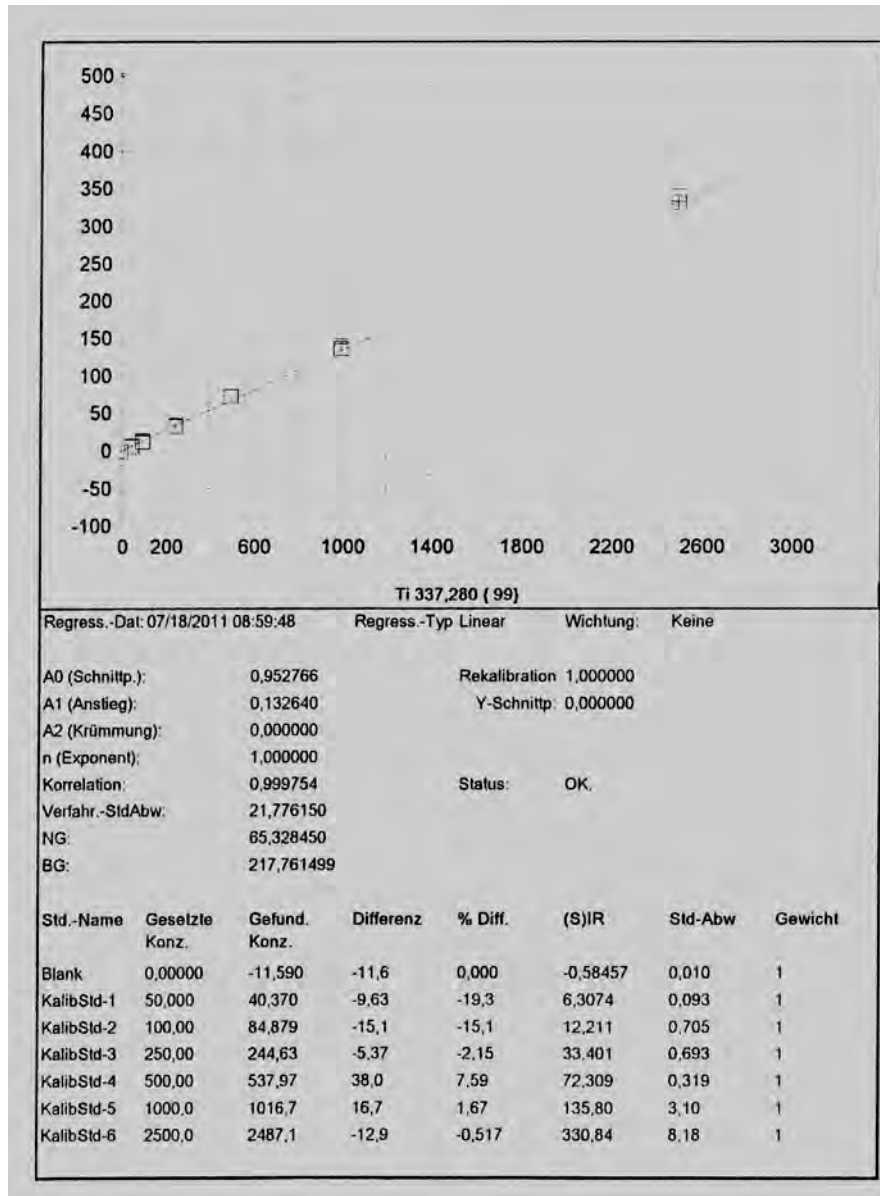 500
450
400
350
300
250
200
150
100
50
0
-50
-100
0 200 600 1000 1400 1800 2200 2600 3000
Ti 337,280 { 99}
Regress.-Dat: 07/18/2011 08:59:48 Regress.-Typ Linear Wichtung: Keine
A0 (Schnittp.): 0,952766 Rekalibration 1,000000
A1 (Anstieg): 0,132640 Y-Schnittp: 0,000000
A2 (Krümmung): 0,000000
n (Exponent): 1,000000
Korrelation: 0,999754 Status: OK.
Verfahr.-StdAbw: 21,776150
NG: 65,328450
BG: 217,761499
Std.-Name Gesetzte Gefund. Differenz % Diff. (S)IR Std-Abw Gewicht
Konz. Konz.
Blank 0,00000 -11,590 -11,6 0,000 -0,58457 0,010 1
KalibStd-1 50,000 40,370 -9,63 -19,3 6,3074 0,093 1
KalibStd-2 100,00 84,879 -15,1 -15,1 12,211 0,705 1
KalibStd-3 250,00 244,63 -5,37 -2,15 33,401 0,693 1
KalibStd-4 500,00 537,97 38,0 7,59 72,309 0,319 1
KalibStd-5 1000,0 1016,7 16,7 1,67 135,80 3,10 1
KalibStd-6 2500,0 2487,1 -12,9 -0,517 330,84 8,18 1